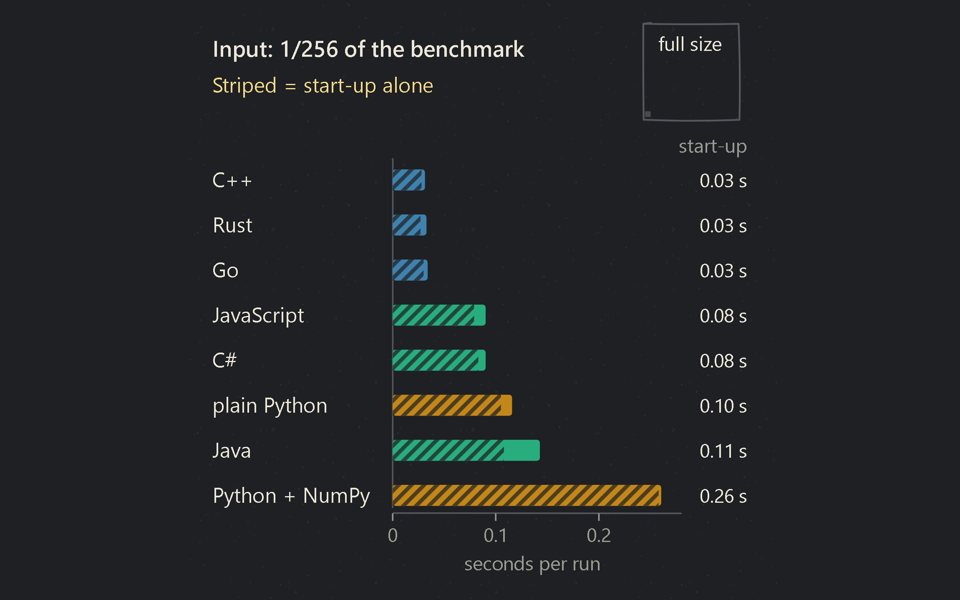 Input: 1/256 of the benchmark
full size
Striped = start-up alone
start-up
C++ 0.03 s
Rust 0.03 s
Go 0.03 s
JavaScript 0.08 s
C# 0.08 s
plain Python 0.10 s
Java 0.11 s
Python + NumPy 0.26 s
0 0.1 0.2
seconds per run